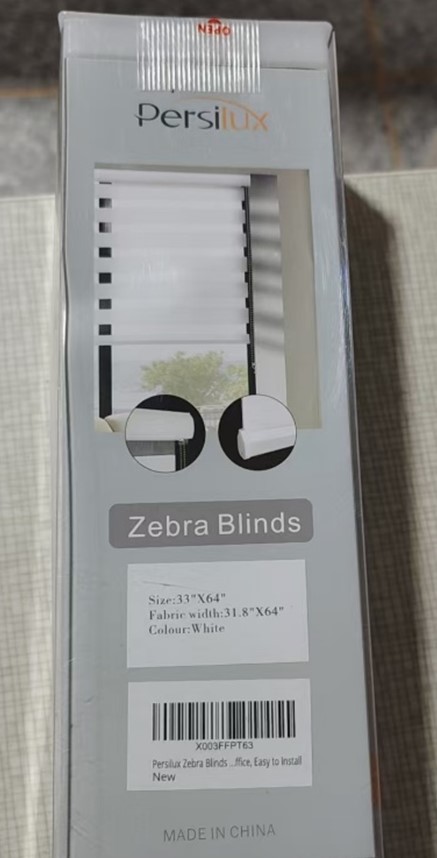 OPEN
Persilux
Zebra Blinds
Size:33"X64"
Fabric width:31.8"X64"
Colour:White
X003FFPT63
Persilux Zebra Blinds ...ffice, Easy to Install
New
MADE IN CHINA